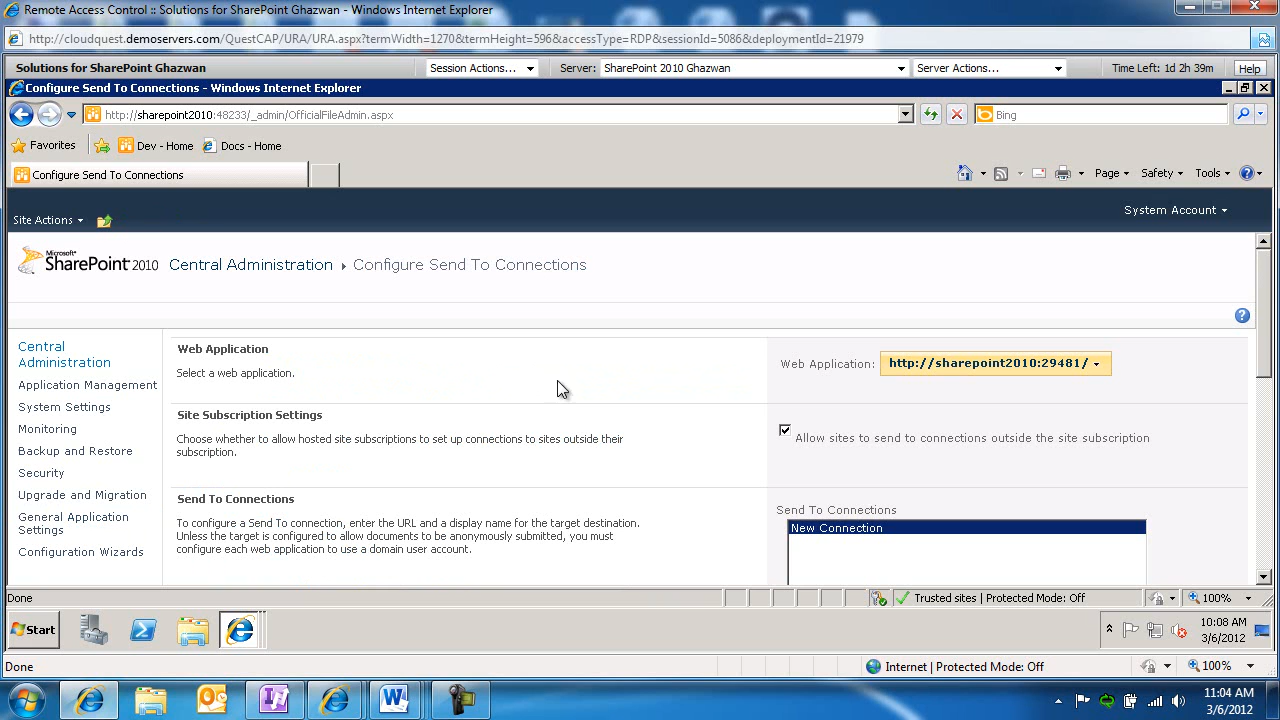 Remote Access Control :: Solutions for SharePoint Ghazwan - Windows Internet Explorer
http://cloudquest.demoservers.com/QuestCAP/URA/URA.aspx?termWidth=1270&termHeight=596&accessType=RDP&sessionId=5086&deploymentId=21979
Solutions for SharePoint Ghazwan Session Actions... Server: SharePoint 2010 Ghazwan Server Actions... Time Left: 1d 2h 39m Help
Configure Send To Connections - Windows Internet Explorer
http://sharepoint2010:48233/_admin/OfficialFileAdmin.aspx Bing
Favorites Dev - Home Docs - Home
Configure Send To Connections Page Safety Tools
System Account
Site Actions
Microsoft SharePoint 2010 Central Administration Configure Send To Connections
Central Administration
Application Management
System Settings
Monitoring
Backup and Restore
Security
Upgrade and Migration
General Application Settings
Configuration Wizards
Web Application
Select a web application.
Web Application: http://sharepoint2010:29481/
Site Subscription Settings
Choose whether to allow hosted site subscriptions to set up connections to sites outside their
subscription.
Allow sites to send to connections outside the site subscription
Send To Connections
To configure a Send To connection, enter the URL and a display name for the target destination.
Unless the target is configured to allow documents to be anonymously submitted, you must
configure each web application to use a domain user account.
Send To Connections
New Connection
Done Trusted sites | Protected Mode: Off 100%
Start 10:08 AM
3/6/2012
Done Internet | Protected Mode: Off 100%
11:04 AM
3/6/2012